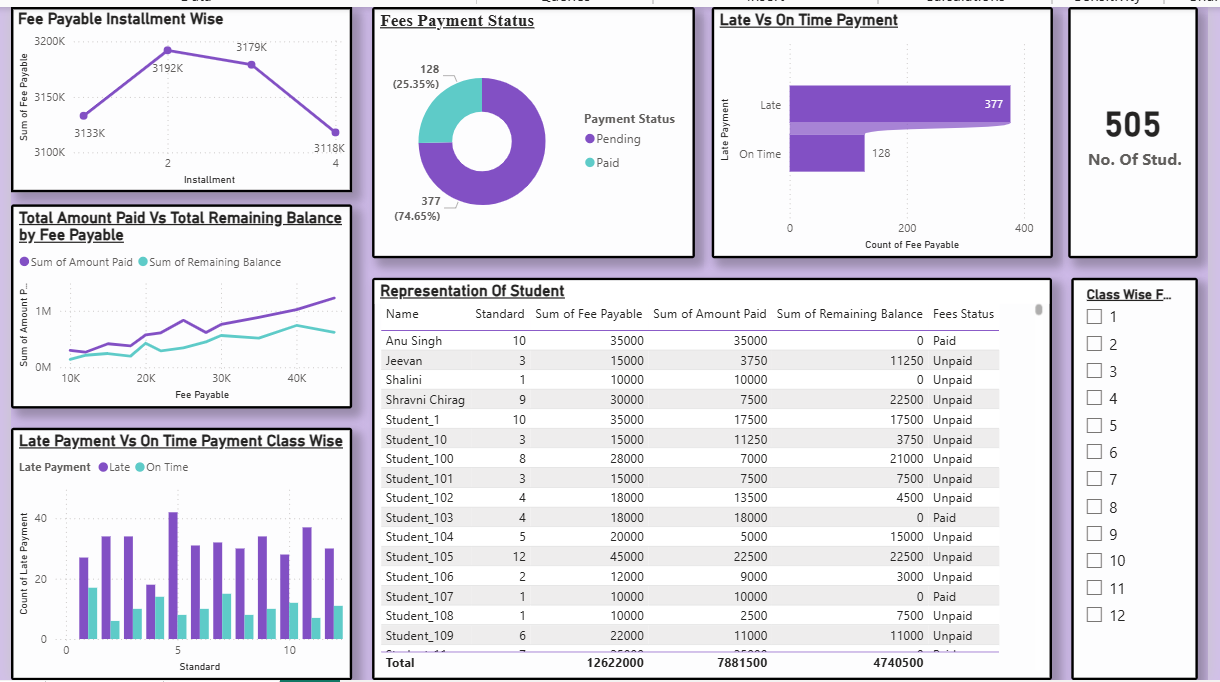 Fee Payable Installment Wise
Sum of Fee Payable
3200K
3150K
3100K
3133K
3192K
3179K
3118K
2
4
Installment
Total Amount Paid Vs Total Remaining Balance
by Fee Payable
Sum of Amount Paid
Sum of Remaining Balance
Sum of Amount P...
1M
0M
10K
20K
30K
40K
Fee Payable
Late Payment Vs On Time Payment Class Wise
Late Payment
Late
On Time
Count of Late Payment
40
20
0
0
5
10
Standard
Fees Payment Status
128
(25.35%)
377
(74.65%)
Payment Status
Pending
Paid
Late Vs On Time Payment
Late Payment
Late
377
On Time
128
0
200
400
Count of Fee Payable
505
No. Of Stud.
Representation Of Student
Name Standard Sum of Fee Payable Sum of Amount Paid Sum of Remaining Balance Fees Status
Anu Singh 10 35000 35000 0 Paid
Jeevan 3 15000 3750 11250 Unpaid
Shalini 1 10000 10000 0 Unpaid
Shravni Chirag 9 30000 7500 22500 Unpaid
Student_1 10 35000 17500 17500 Unpaid
Student_10 3 15000 11250 3750 Unpaid
Student_100 8 28000 7000 21000 Unpaid
Student_101 3 15000 7500 7500 Unpaid
Student_102 4 18000 13500 4500 Unpaid
Student_103 4 18000 18000 0 Paid
Student_104 5 20000 5000 15000 Unpaid
Student_105 12 45000 22500 22500 Unpaid
Student_106 2 12000 9000 3000 Unpaid
Student_107 1 10000 10000 0 Paid
Student_108 1 10000 2500 7500 Unpaid
Student_109 6 22000 11000 11000 Unpaid
Total 12622000 7881500 4740500
Class Wise F...
1
2
3
4
5
6
7
8
9
10
11
12